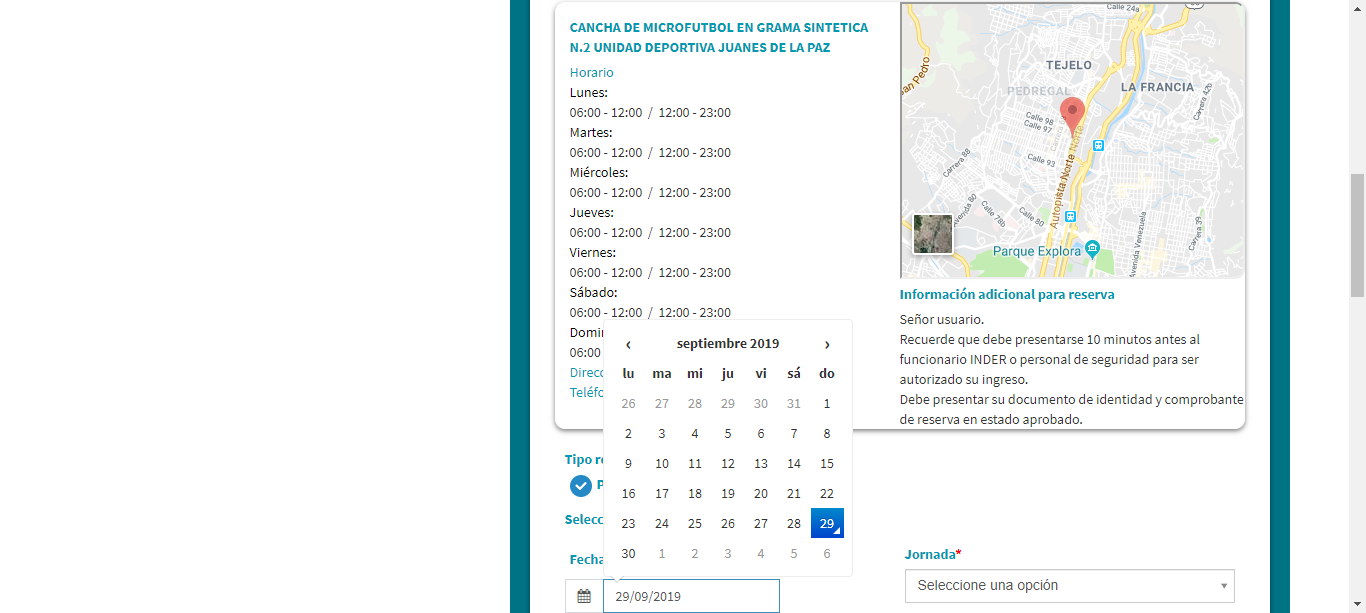 CANCHA DE MICROFUTBOL EN GRAMA SINTETICA
N.2 UNIDAD DEPORTIVA JUANES DE LA PAZ
Horario
Lunes:
06:00 - 12:00 / 12:00 - 23:00
Martes:
06:00 - 12:00 / 12:00 - 23:00
Miércoles:
06:00 - 12:00 / 12:00 - 23:00
Jueves:
06:00 - 12:00 / 12:00 - 23:00
Viernes:
06:00 - 12:00 / 12:00 - 23:00
Sábado:
06:00 - 12:00 / 12:00 - 23:00
Domin
06:00
Direcc
Teléfo
Calle 24a
San Pedro
TEJELO
PEDREGAL
LA FRANCIA
Carrera 42b
Calle 98
Calle 97
Calle 93
Carrera 88
Autopista Norte
Norte
Avenida 80
Calle 78b
Calle 80
Avenida Venezuela
Carrera 39
Parque Explora
Información adicional para reserva
Señor usuario.
Recuerde que debe presentarse 10 minutos antes al
funcionario INDER o personal de seguridad para ser
autorizado su ingreso.
Debe presentar su documento de identidad y comprobante
de reserva en estado aprobado.
‹ septiembre 2019 ›
lu ma mi ju vi sá do
26 27 28 29 30 31 1
2 3 4 5 6 7 8
9 10 11 12 13 14 15
16 17 18 19 20 21 22
23 24 25 26 27 28 29
30 1 2 3 4 5 6
Tipo re
P
Selecc
Fecha
29/09/2019
Jornada*
Seleccione una opción